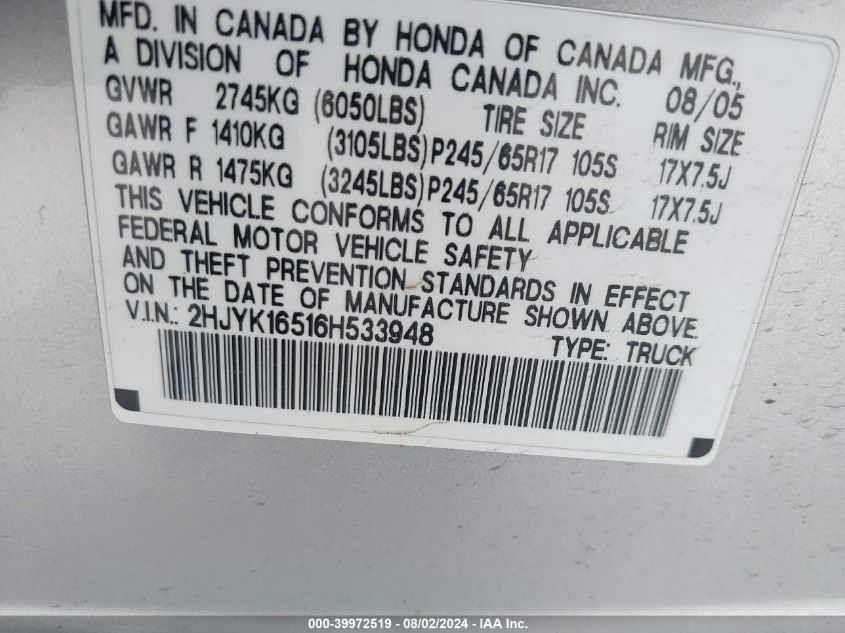 MFD. IN CANADA BY HONDA OF CANADA MFG.,
A DIVISION OF HONDA CANADA INC. 08/05
GVWR 2745KG (6050LBS) TIRE SIZE RIM SIZE
GAWR F 1410KG (3105LBS) P245/65R17 105S 17X7.5J
GAWR R 1475KG (3245LBS) P245/65R17 105S 17X7.5J
THIS VEHICLE CONFORMS TO ALL APPLICABLE
FEDERAL MOTOR VEHICLE SAFETY
AND THEFT PREVENTION STANDARDS IN EFFECT
ON THE DATE OF MANUFACTURE SHOWN ABOVE.
V.I.N.: 2HJYK16516H533948 TYPE: TRUCK
000-39972519 - 08/02/2024 - IAA Inc.